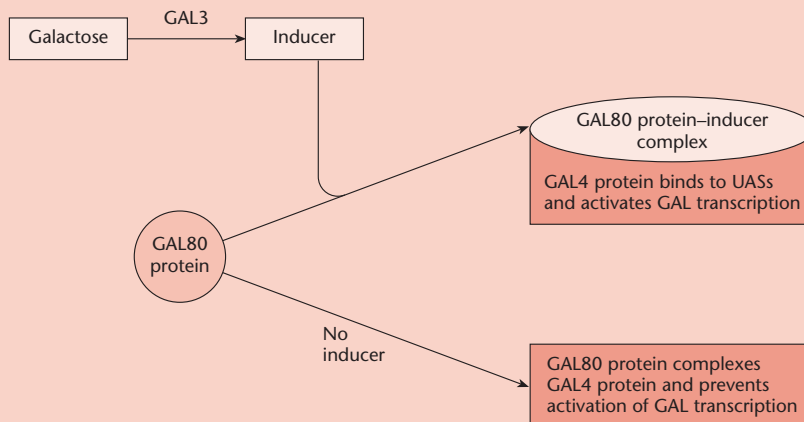 GAL3
Galactose
Inducer
GAL80 protein–inducer
complex
GAL4 protein binds to UASs
and activates GAL transcription
GAL80
protein
No
inducer
GAL80 protein complexes
GAL4 protein and prevents
activation of GAL transcription